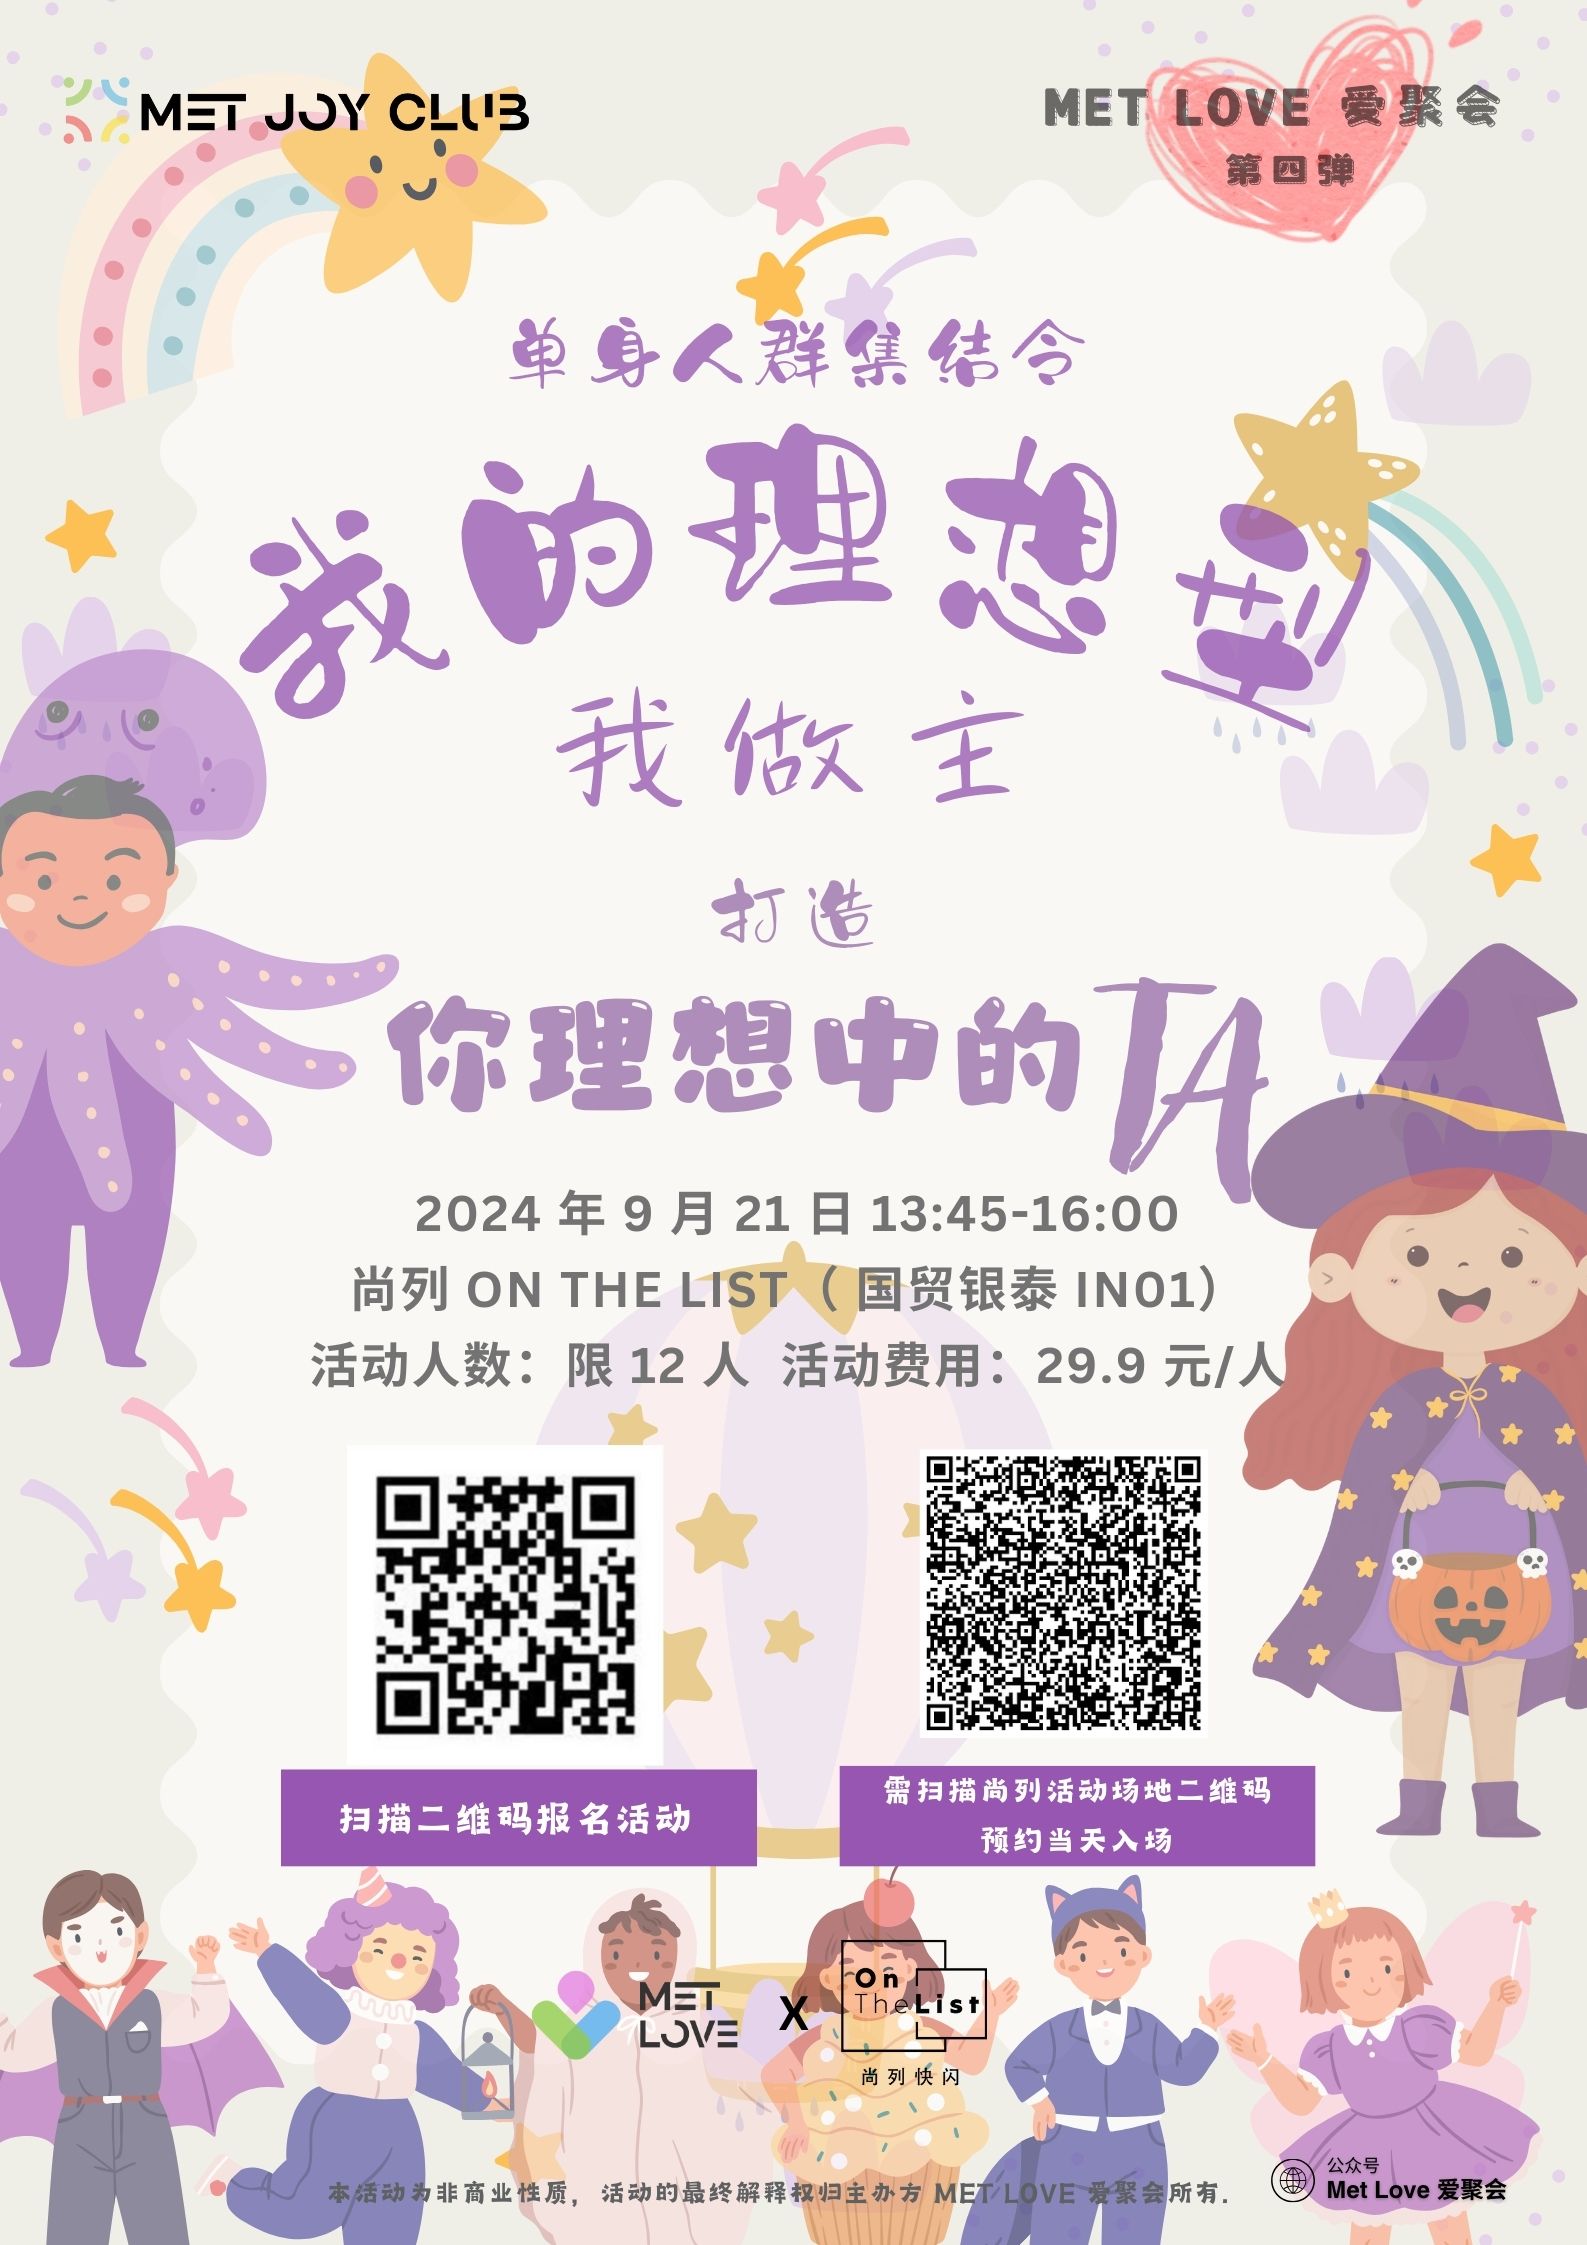 MET JOY CLUB
MET LOVE 爱聚会
第四弹
单身人群集结令
我的理想型
我做主
打造
你理想中的TA
2024 年 9 月 21 日 13:45-16:00
尚列 ON THE LIST（ 国贸银泰 IN01）
活动人数：限 12 人 活动费用：29.9 元/人
扫描二维码报名活动
需扫描尚列活动场地二维码
预约当天入场
MET
LOVE
X
On
TheList
尚列快闪
本活动为非商业性质，活动的最终解释权归主办方 MET LOVE 爱聚会所有.
公众号
Met Love 爱聚会